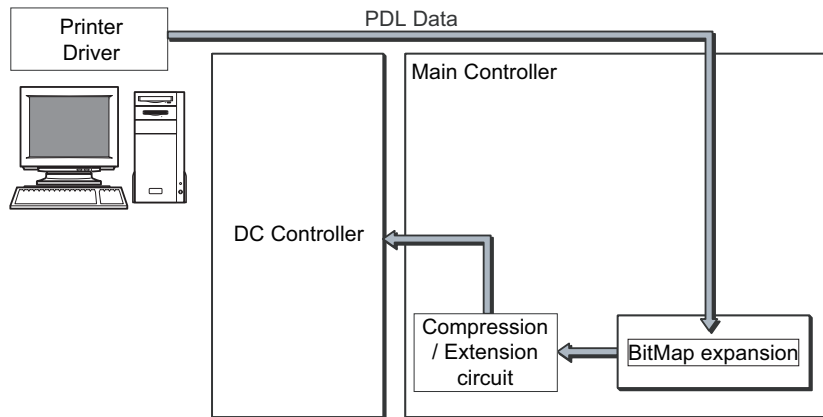 Printer
Driver
PDL Data
Main Controller
DC Controller
Compression
/ Extension
circuit
BitMap expansion